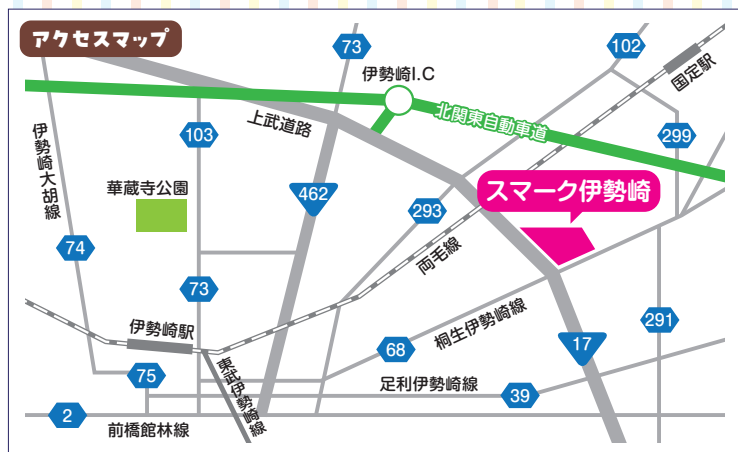 アクセスマップ
73
102
伊勢崎I.C
国定駅
北関東自動車道
上武道路
103
299
伊勢崎大胡線
華蔵寺公園
462
スマーク伊勢崎
293
両毛線
74
73
伊勢崎駅
桐生伊勢崎線
291
68
17
75
東武伊勢崎線
足利伊勢崎線
39
2
前橋館林線